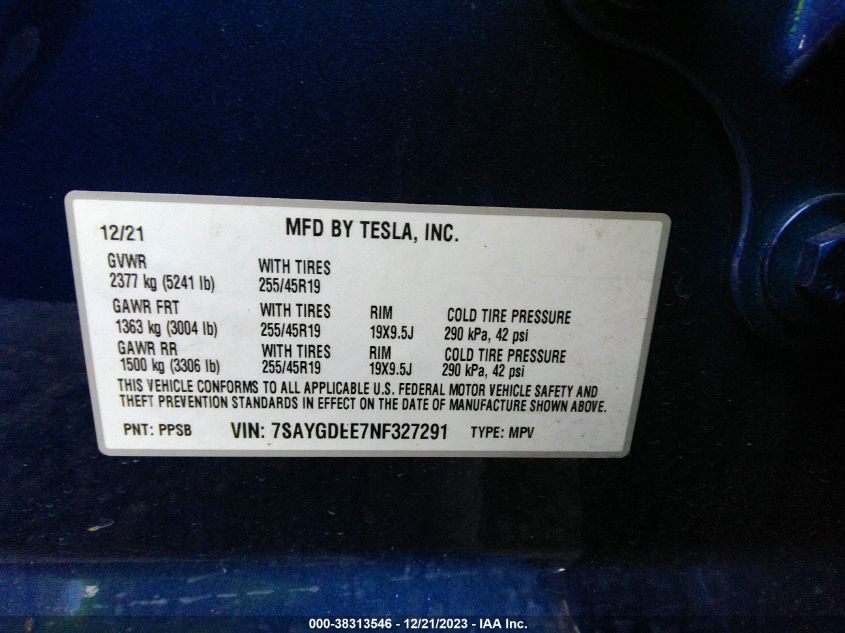 12/21 MFD BY TESLA, INC.
GVWR WITH TIRES
2377 kg (5241 lb) 255/45R19
GAWR FRT WITH TIRES RIM COLD TIRE PRESSURE
1363 kg (3004 lb) 255/45R19 19X9.5J 290 kPa, 42 psi
GAWR RR WITH TIRES RIM COLD TIRE PRESSURE
1500 kg (3306 lb) 255/45R19 19X9.5J 290 kPa, 42 psi
THIS VEHICLE CONFORMS TO ALL APPLICABLE U.S. FEDERAL MOTOR VEHICLE SAFETY AND
THEFT PREVENTION STANDARDS IN EFFECT ON THE DATE OF MANUFACTURE SHOWN ABOVE.
PNT: PPSB VIN: 7SAYGDEE7NF327291 TYPE: MPV
000-38313546 - 12/21/2023 - IAA Inc.